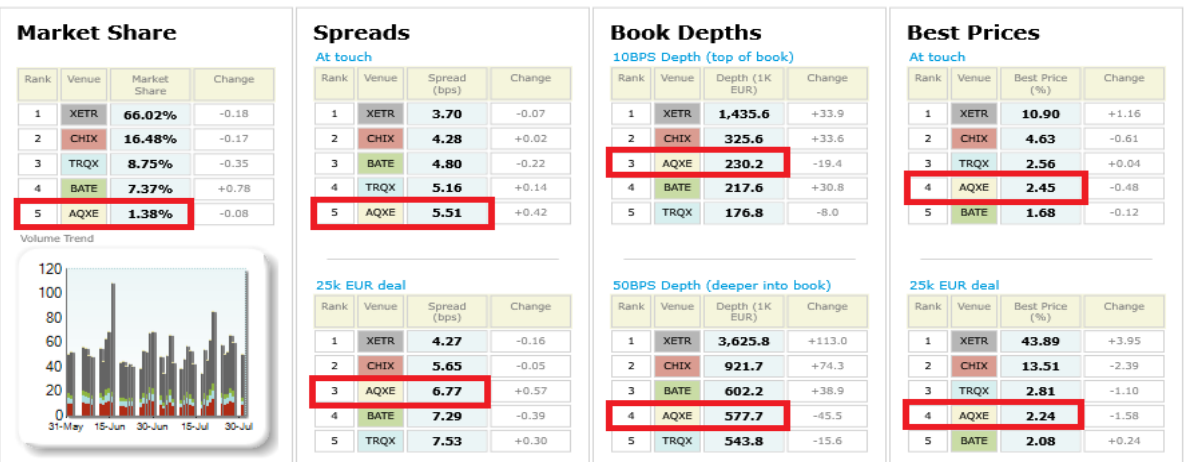 Market Share
Rank Venue Market Share Change
1 XETR 66.02% -0.18
2 CHIX 16.48% -0.17
3 TRQX 8.75% -0.35
4 BATE 7.37% +0.78
5 AQXE 1.38% -0.08
Volume Trend
120
100
80
60
40
20
0
31-May 15-Jun 30-Jun 15-Jul 30-Jul
Spreads
At touch
Rank Venue Spread (bps) Change
1 XETR 3.70 -0.07
2 CHIX 4.28 +0.02
3 BATE 4.80 -0.22
4 TRQX 5.16 +0.14
5 AQXE 5.51 +0.42
25k EUR deal
Rank Venue Spread (bps) Change
1 XETR 4.27 -0.16
2 CHIX 5.65 -0.05
3 AQXE 6.77 +0.57
4 BATE 7.29 -0.39
5 TRQX 7.53 +0.30
Book Depths
10BPS Depth (top of book)
Rank Venue Depth (1K EUR) Change
1 XETR 1,435.6 +33.9
2 CHIX 325.6 +33.6
3 AQXE 230.2 -19.4
4 BATE 217.6 +30.8
5 TRQX 176.8 -8.0
50BPS Depth (deeper into book)
Rank Venue Depth (1K EUR) Change
1 XETR 3,625.8 +113.0
2 CHIX 921.7 +74.3
3 BATE 602.2 +38.9
4 AQXE 577.7 -45.5
5 TRQX 543.8 -15.6
Best Prices
At touch
Rank Venue Best Price (%) Change
1 XETR 10.90 +1.16
2 CHIX 4.63 -0.61
3 TRQX 2.56 +0.04
4 AQXE 2.45 -0.48
5 BATE 1.68 -0.12
25k EUR deal
Rank Venue Best Price (%) Change
1 XETR 43.89 +3.95
2 CHIX 13.51 -2.39
3 TRQX 2.81 -1.10
4 AQXE 2.24 -1.58
5 BATE 2.08 +0.24